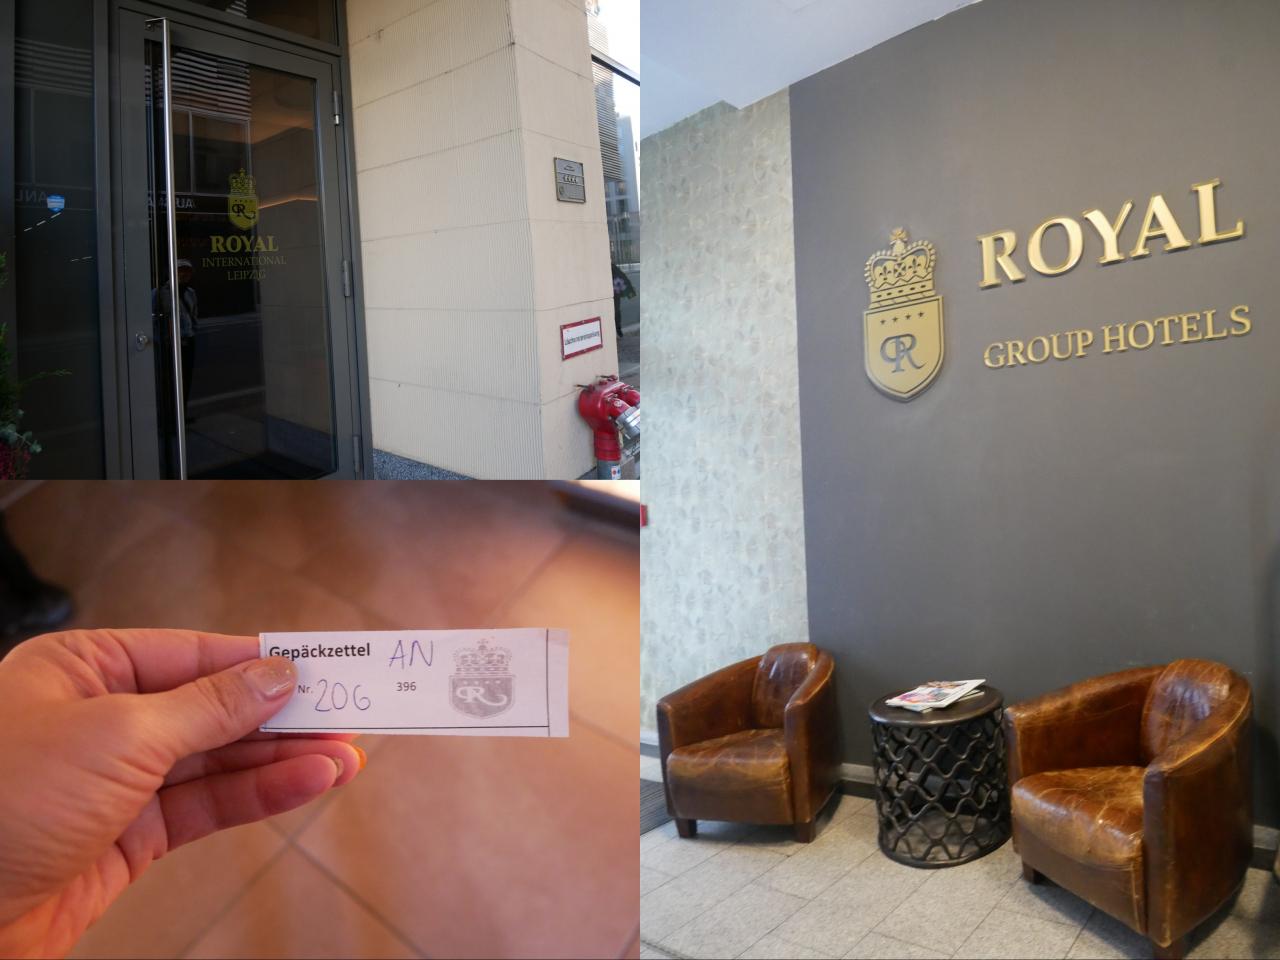 ROYAL
INTERNATIONAL
LEIPZIG
ROYAL
GROUP HOTELS
Gepäckzettel AN
Nr. 206 396